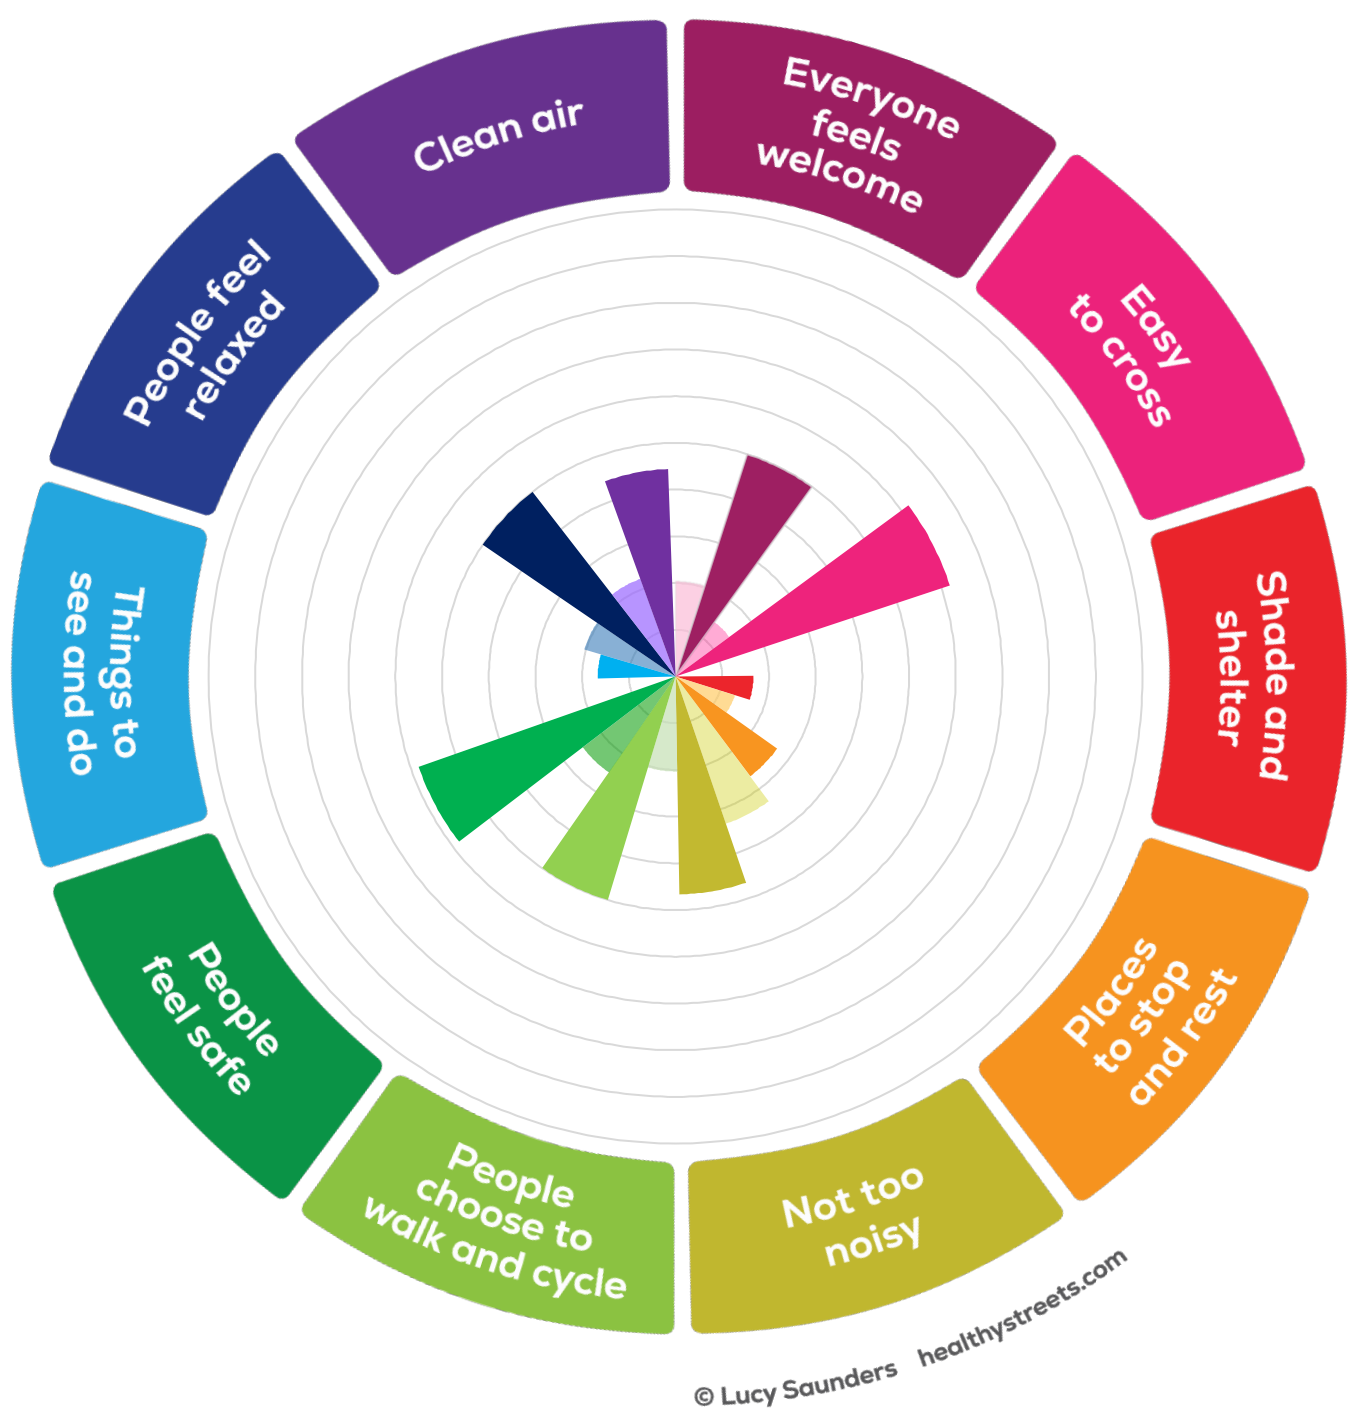 Everyone
feels
welcome
Easy
to cross
Shade and
shelter
Places
to stop
and rest
Not too
noisy
People
choose to
walk and cycle
People
feel safe
Things to
see and do
People feel
relaxed
Clean air
© Lucy Saunders healthystreets.com